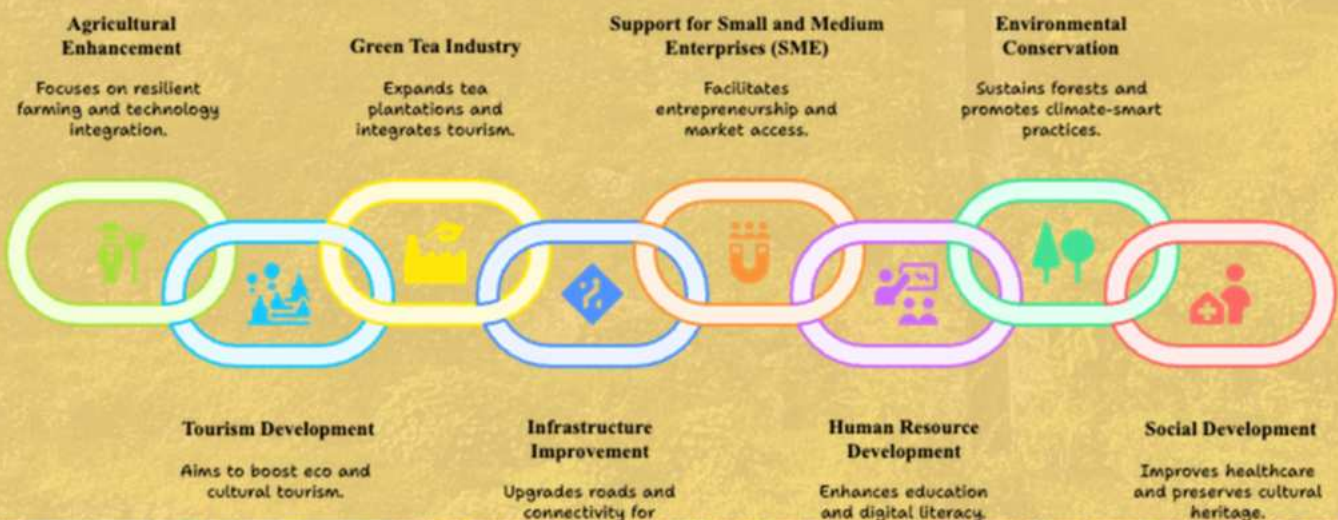 Agricultural
Enhancement
Focuses on resilient
farming and technology
integration.
Green Tea Industry
Expands tea
plantations and
integrates tourism.
Support for Small and Medium
Enterprises (SME)
Facilitates
entrepreneurship and
market access.
Environmental
Conservation
Sustains forests and
promotes climate-smart
practices.
Tourism Development
Aims to boost eco and
cultural tourism.
Infrastructure
Improvement
Upgrades roads and
connectivity for
Human Resource
Development
Enhances education
and digital literacy.
Social Development
Improves healthcare
and preserves cultural
heritage.